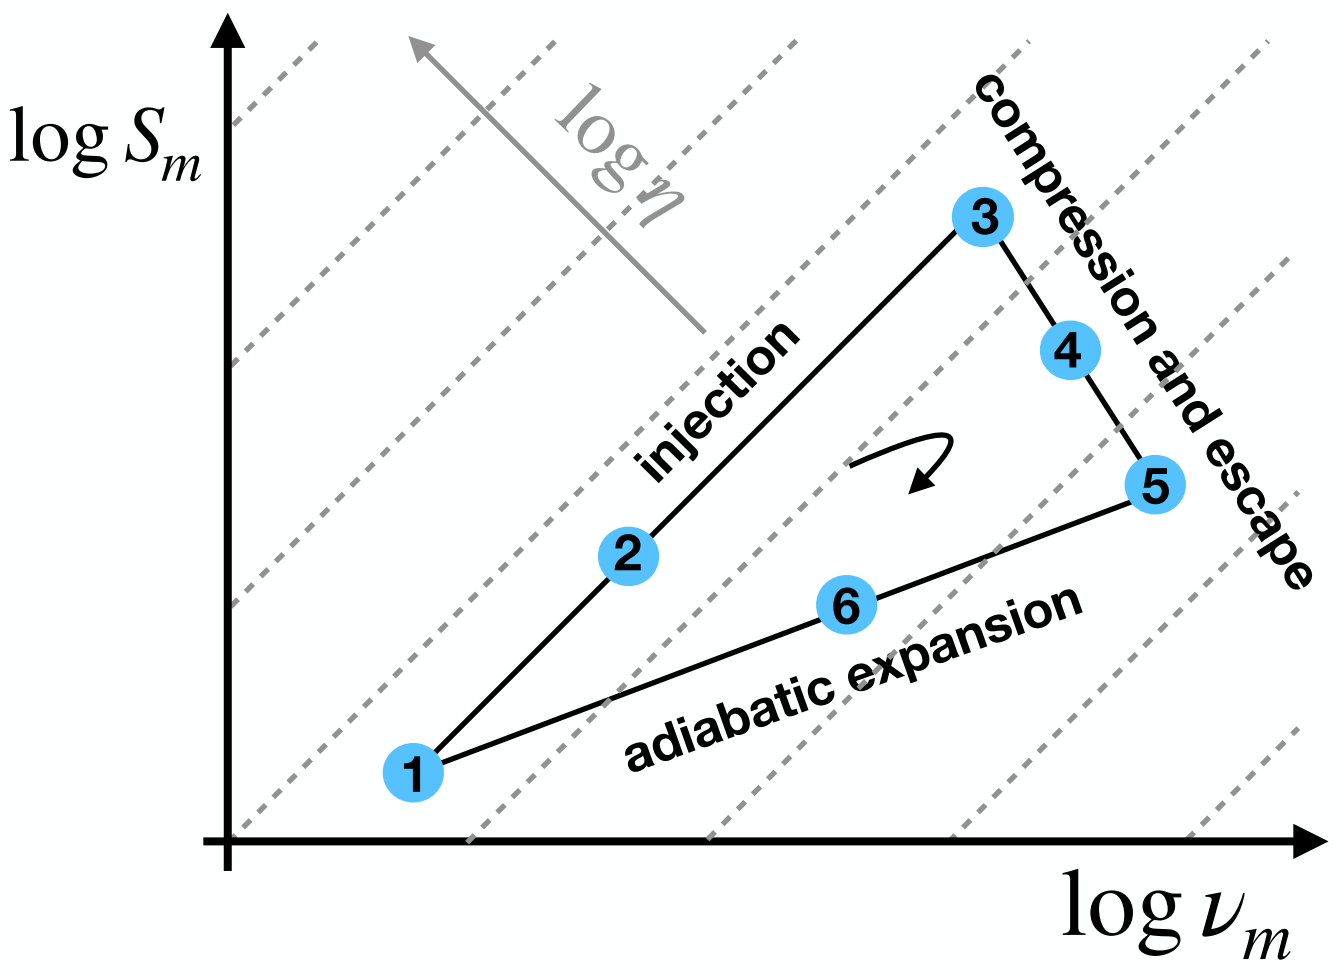 log S_m
log η
compression and escape
3
injection
4
5
2
6
adiabatic expansion
1
log ν_m